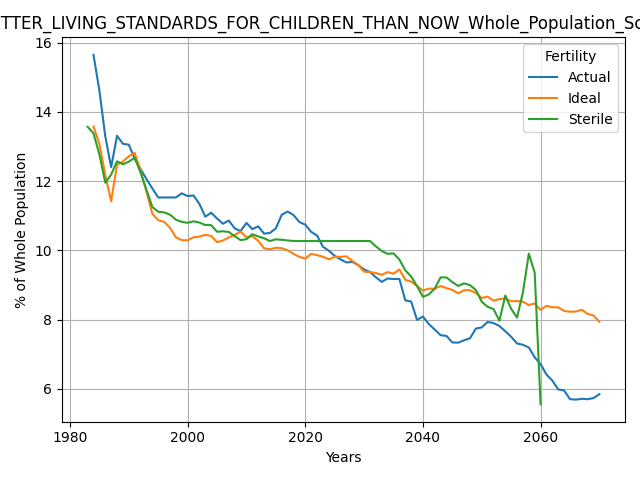 TTER_LIVING_STANDARDS_FOR_CHILDREN_THAN_NOW_Whole_Population_Sc
16
14
12
10
8
6
% of Whole Population
Fertility
Actual
Ideal
Sterile
1980
2000
2020
2040
2060
Years